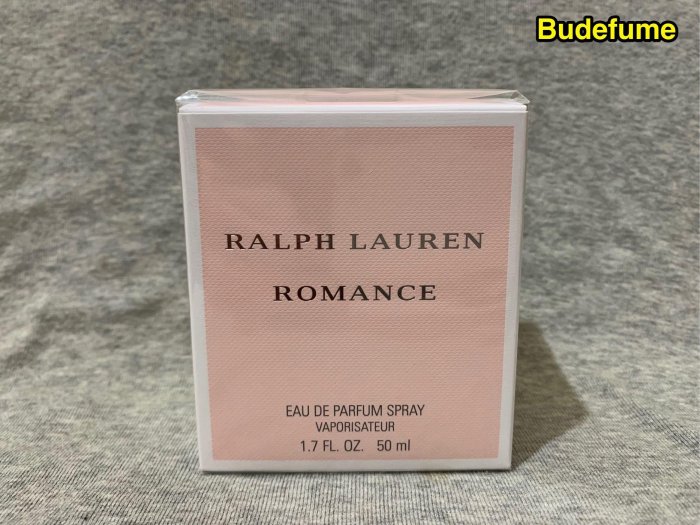 Budefume
RALPH LAUREN
ROMANCE
EAU DE PARFUM SPRAY
VAPORISATEUR
1.7 FL. OZ. 50 ml